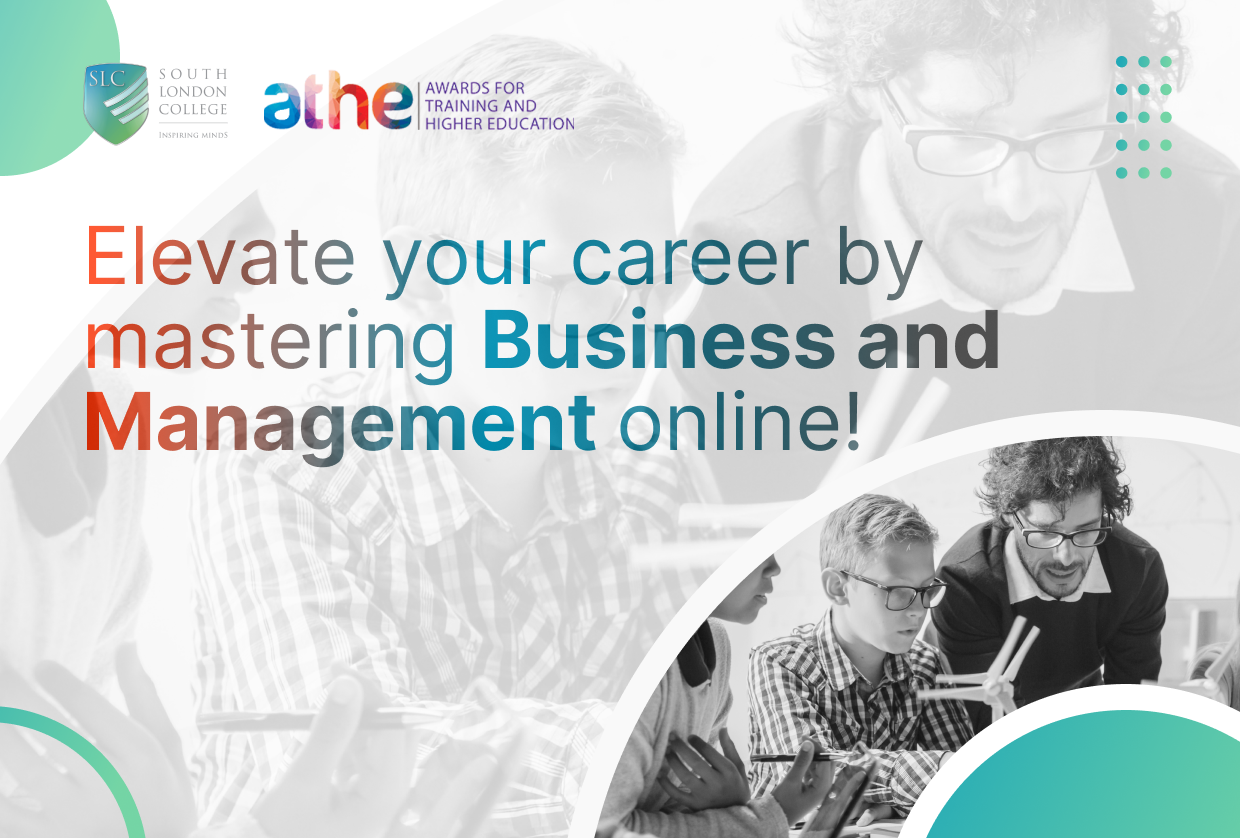 SLC
SOUTH
LONDON
COLLEGE
INSPIRING MINDS
athe
AWARDS FOR
TRAINING AND
HIGHER EDUCATION
Elevate your career by
mastering Business and
Management online!